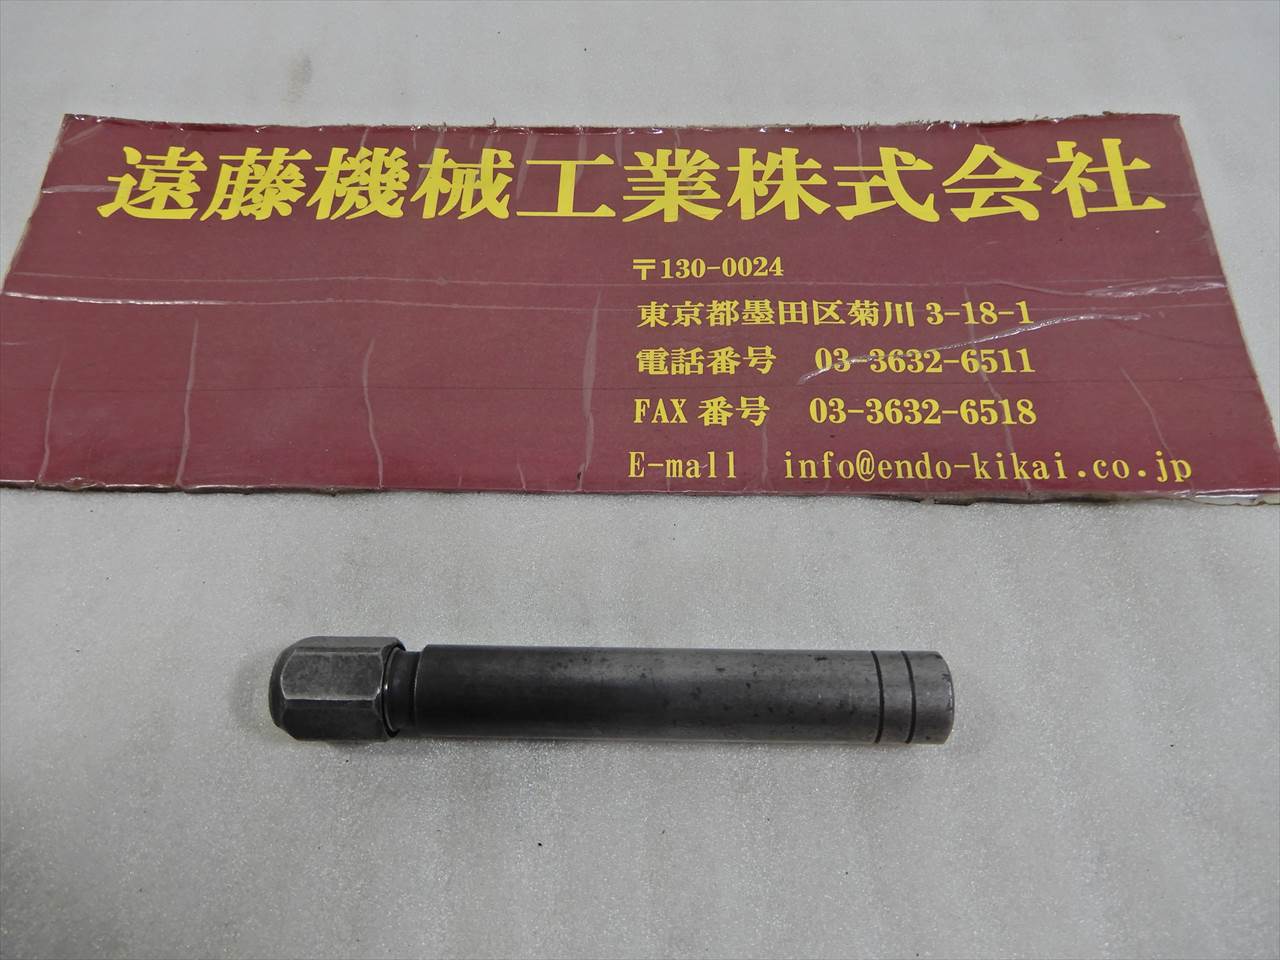 遠藤機械工業株式会社
〒130-0024
東京都墨田区菊川 3-18-1
電話番号 03-3632-6511
FAX 番号 03-3632-6518
E-mall info@endo-kikai.co.jp